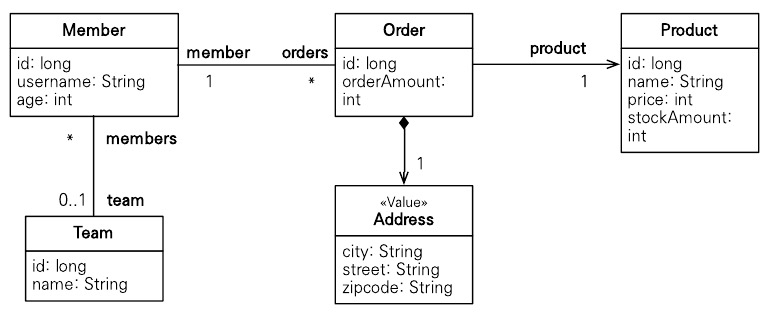 Member
id: long
username: String
age: int
member
1
orders
*
Order
id: long
orderAmount:
int
product
1
Product
id: long
name: String
price: int
stockAmount:
int
*
members
0..1
team
Team
id: long
name: String
1
«Value»
Address
city: String
street: String
zipcode: String